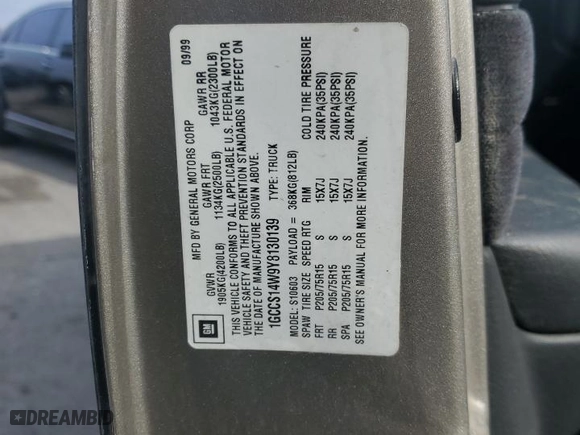 MFD BY GENERAL MOTORS CORP 09/99
GVWR GAWR FRT GAWR RR
1905KG(4200LB) 1134KG(2500LB) 1043KG(2300LB)
THIS VEHICLE CONFORMS TO ALL APPLICABLE U.S. FEDERAL MOTOR
VEHICLE SAFETY AND THEFT PREVENTION STANDARDS IN EFFECT ON
THE DATE OF MANUFACTURE SHOWN ABOVE.
1GCCS14W9Y8130139 TYPE: TRUCK
MODEL: S10603 PAYLOAD = 368KG(812LB)
SPAW TIRE SIZE SPEED RTG RIM COLD TIRE PRESSURE
FRT P205/75R15 S 15X7J 240KPA(35PSI)
RR P205/75R15 S 15X7J 240KPA(35PSI)
SPA P205/75R15 S 15X7J 240KPA(35PSI)
SEE OWNER'S MANUAL FOR MORE INFORMATION.
GM
DREAMBID